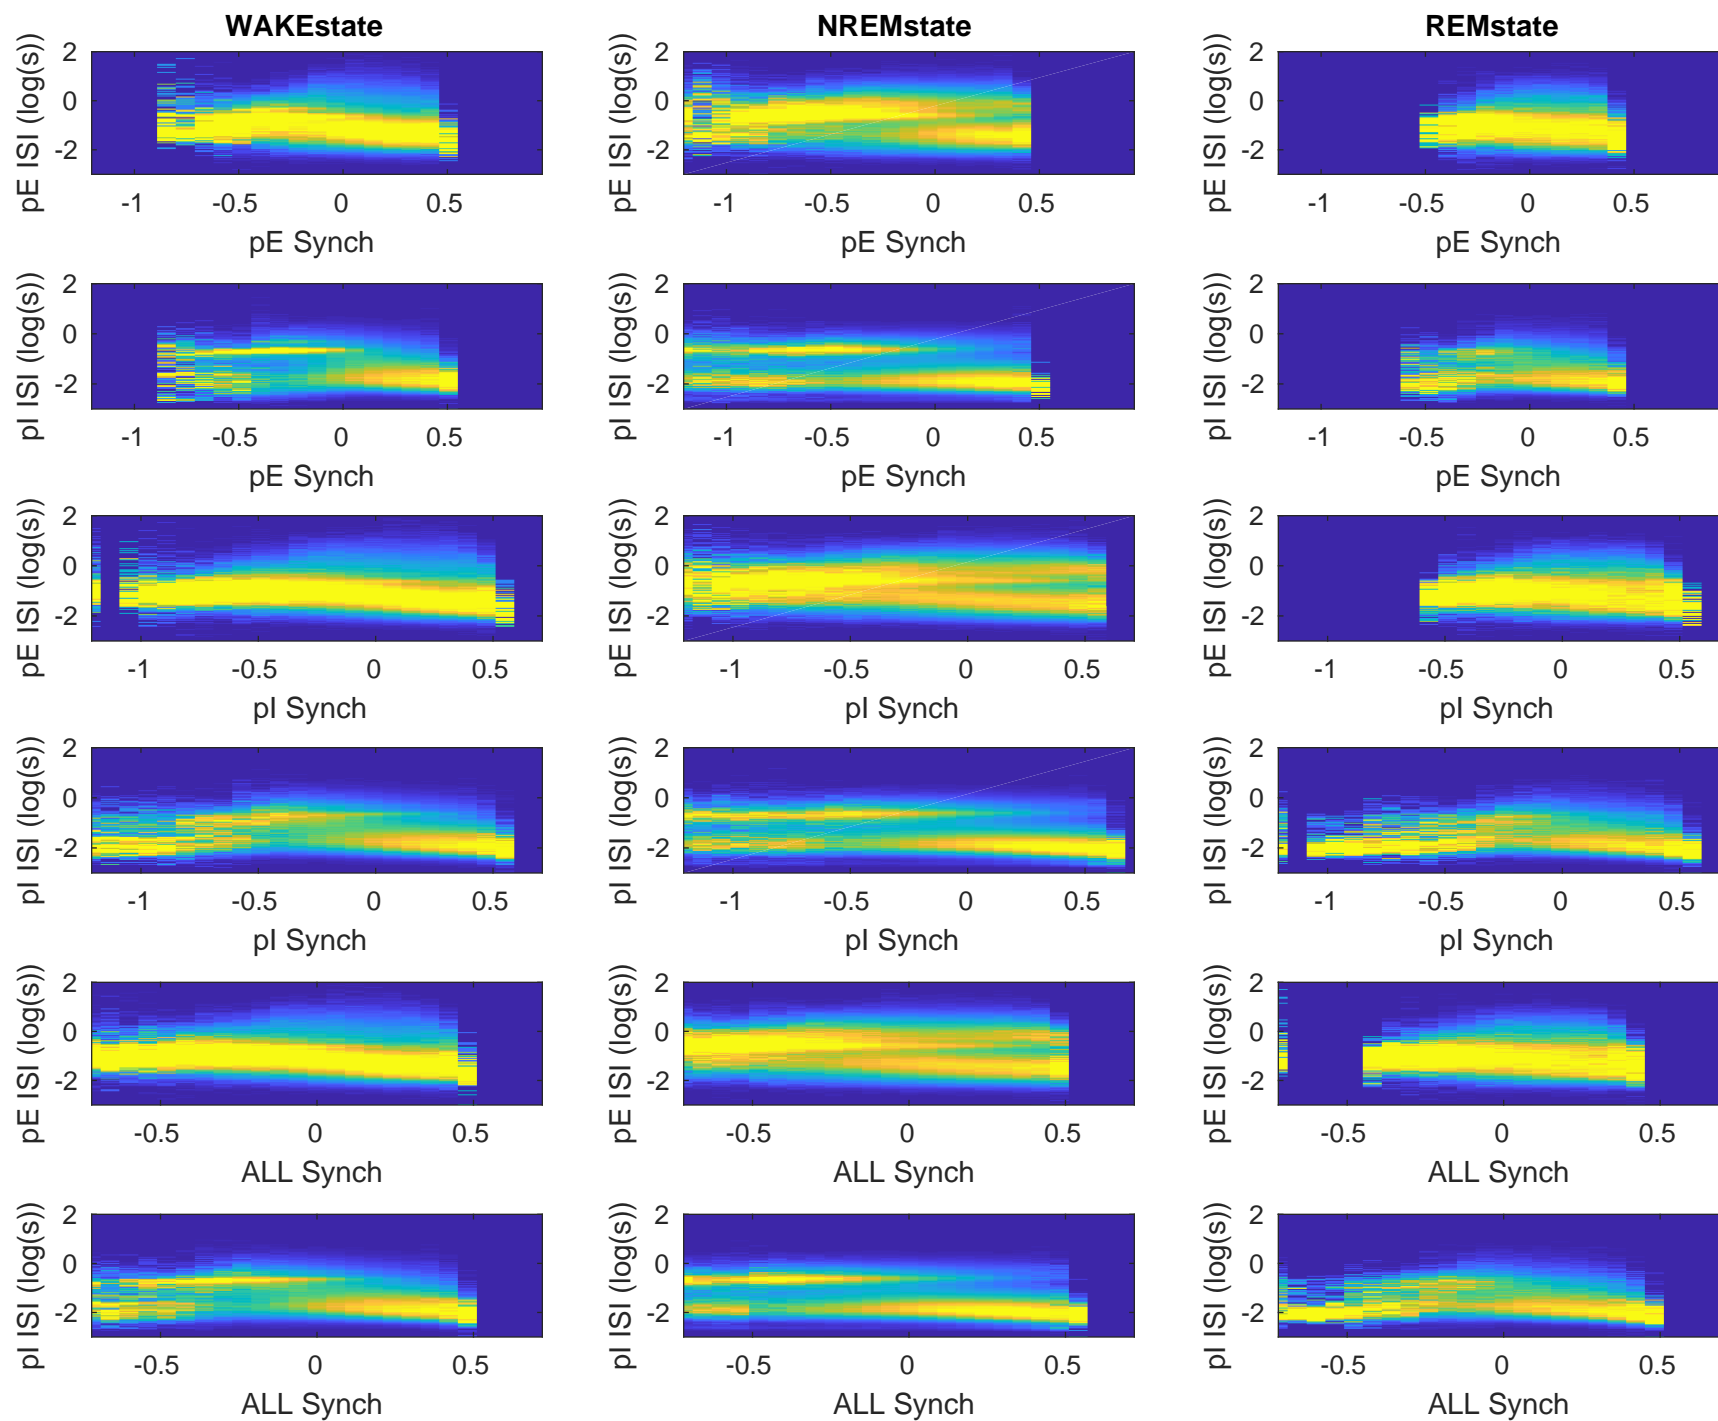 WAKEstate NREMstate REMstate
pE ISI (log(s)) 2 0 -2 pE ISI (log(s)) 2 0 -2 pE ISI (log(s)) 2 0 -2
-1 -0.5 0 0.5 -1 -0.5 0 0.5 -1 -0.5 0 0.5
pE Synch pE Synch pE Synch
pI ISI (log(s)) 2 0 -2 pI ISI (log(s)) 2 0 -2 pI ISI (log(s)) 2 0 -2
-1 -0.5 0 0.5 -1 -0.5 0 0.5 -1 -0.5 0 0.5
pE Synch pE Synch pE Synch
pE ISI (log(s)) 2 0 -2 pE ISI (log(s)) 2 0 -2 pE ISI (log(s)) 2 0 -2
-1 -0.5 0 0.5 -1 -0.5 0 0.5 -1 -0.5 0 0.5
pI Synch pI Synch pI Synch
pI ISI (log(s)) 2 0 -2 pI ISI (log(s)) 2 0 -2 pI ISI (log(s)) 2 0 -2
-1 -0.5 0 0.5 -1 -0.5 0 0.5 -1 -0.5 0 0.5
pI Synch pI Synch pI Synch
pE ISI (log(s)) 2 0 -2 pE ISI (log(s)) 2 0 -2 pE ISI (log(s)) 2 0 -2
-0.5 0 0.5 -0.5 0 0.5 -0.5 0 0.5
ALL Synch ALL Synch ALL Synch
pI ISI (log(s)) 2 0 -2 pI ISI (log(s)) 2 0 -2 pI ISI (log(s)) 2 0 -2
-0.5 0 0.5 -0.5 0 0.5 -0.5 0 0.5
ALL Synch ALL Synch ALL Synch